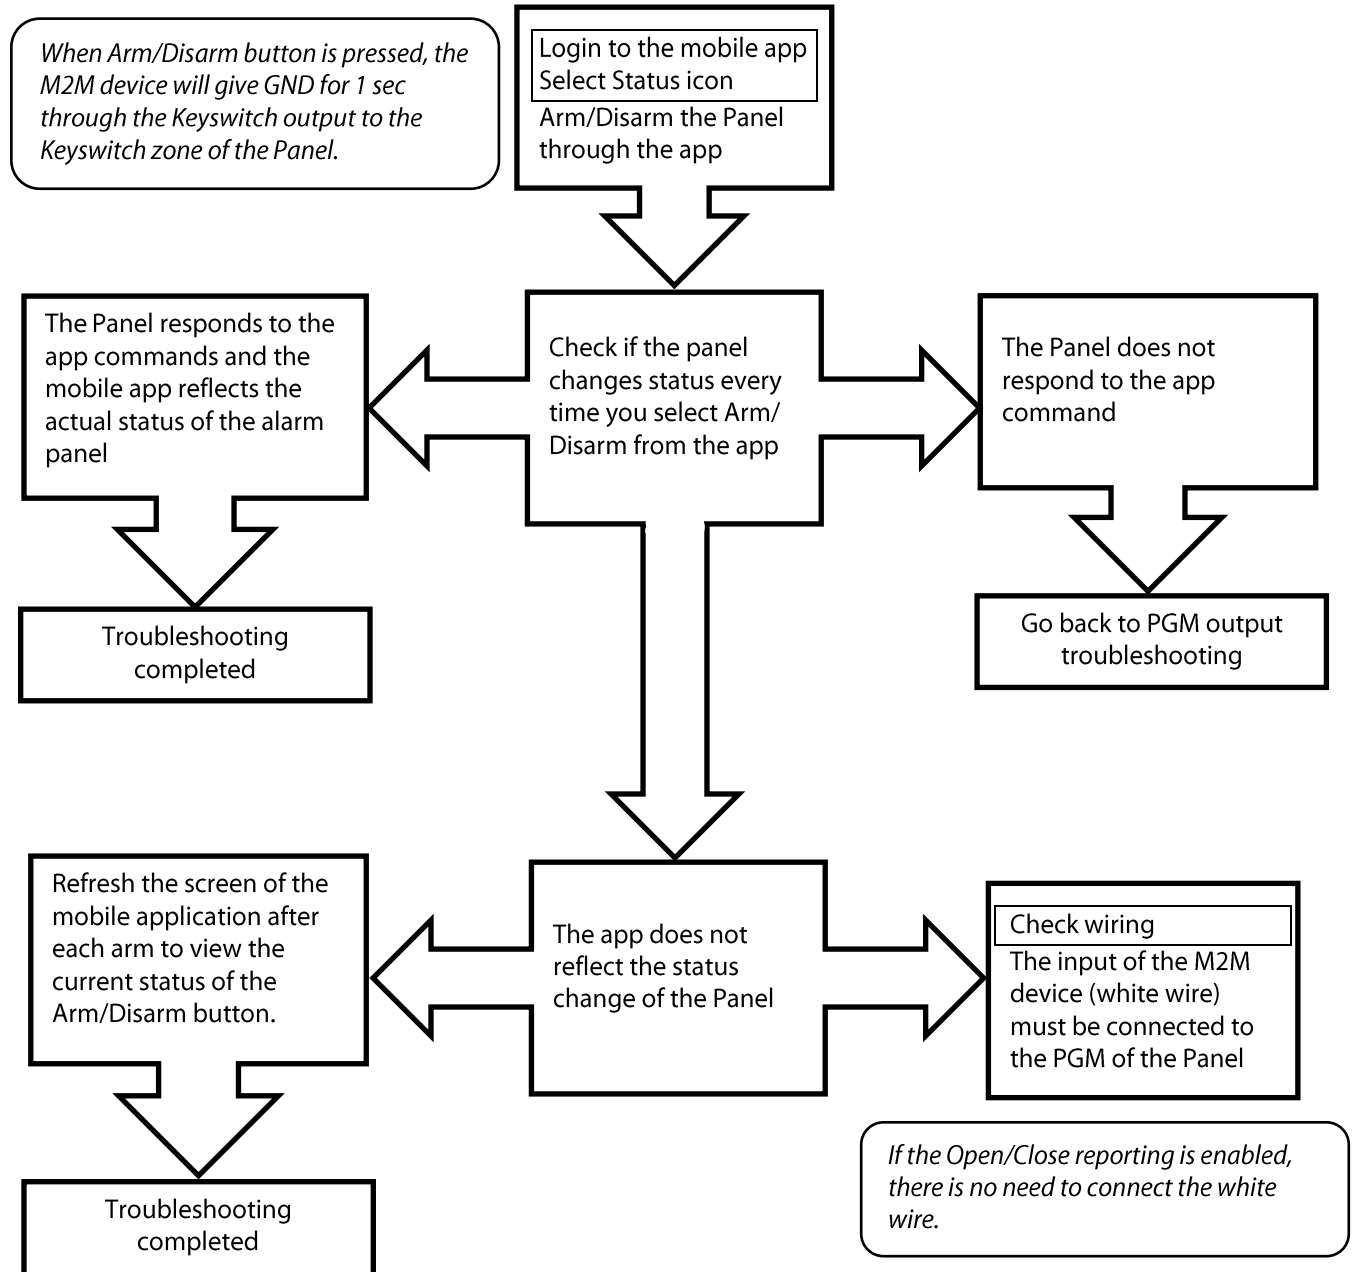 When Arm/Disarm button is pressed, the
M2M device will give GND for 1 sec
through the Keyswitch output to the
Keyswitch zone of the Panel.
Login to the mobile app
Select Status icon
Arm/Disarm the Panel
through the app
The Panel responds to the
app commands and the
mobile app reflects the
actual status of the alarm
panel
Check if the panel
changes status every
time you select Arm/
Disarm from the app
The Panel does not
respond to the app
command
Troubleshooting
completed
Go back to PGM output
troubleshooting
Refresh the screen of the
mobile application after
each arm to view the
current status of the
Arm/Disarm button.
The app does not
reflect the status
change of the Panel
Check wiring
The input of the M2M
device (white wire)
must be connected to
the PGM of the Panel
If the Open/Close reporting is enabled,
there is no need to connect the white
wire.
Troubleshooting
completed